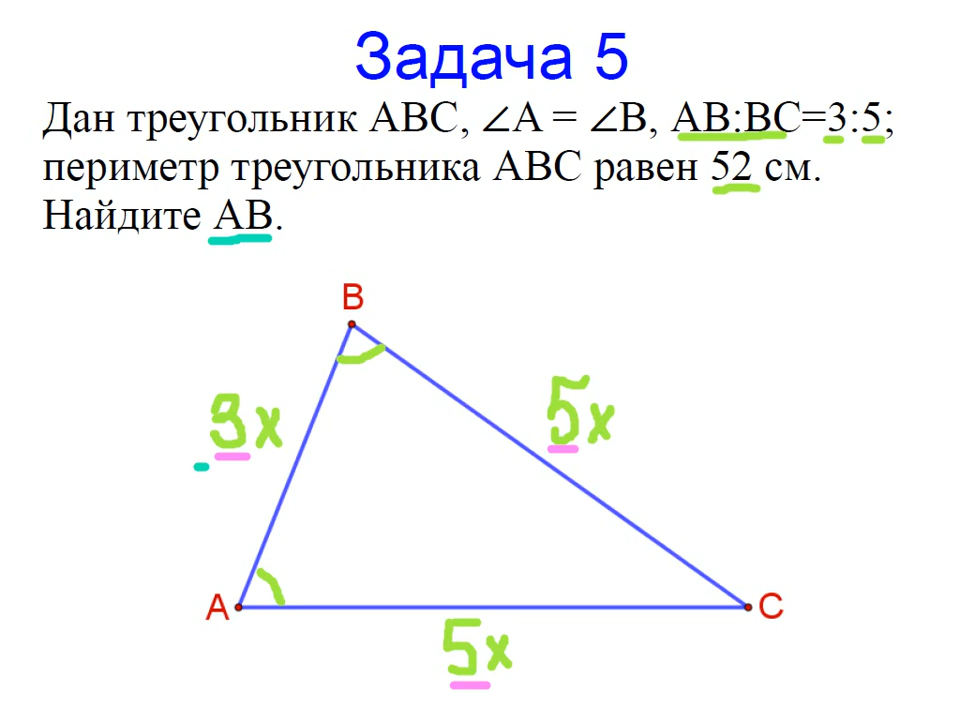 Задача 5
Дан треугольник ABC, ∠A = ∠B, AB:BC=3:5;
периметр треугольника ABC равен 52 см.
Найдите AB.
B
3x
5x
A
C
5x